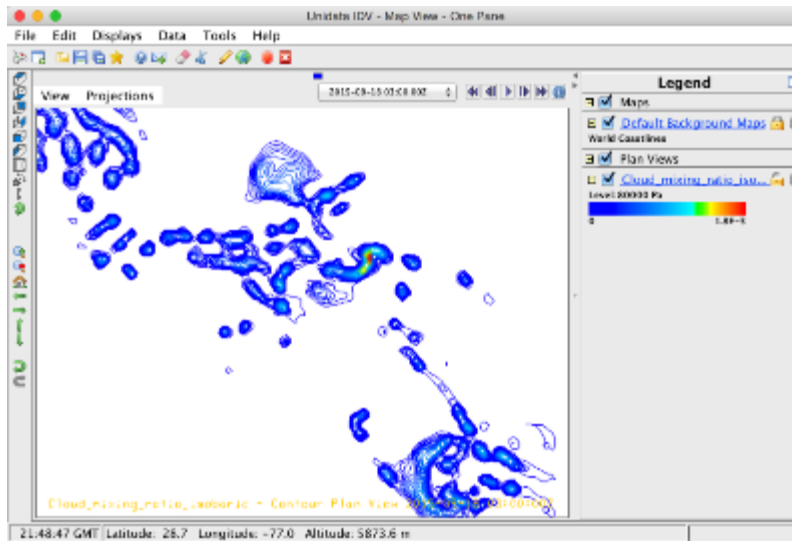 Unidata IDV - Map View - One Pane
File Edit Displays Data Tools Help
View Projections
Legend
Maps
Default Background Maps
World Coastlines
Plan Views
Cloud_mixing_ratio_iso...
Level: 80000 Pa
0
Cloud_mixing_ratio_isobaric - Contour Plan View
21:48:47 GMT Latitude: 26.7 Longitude: -77.0 Altitude: 5873.6 m